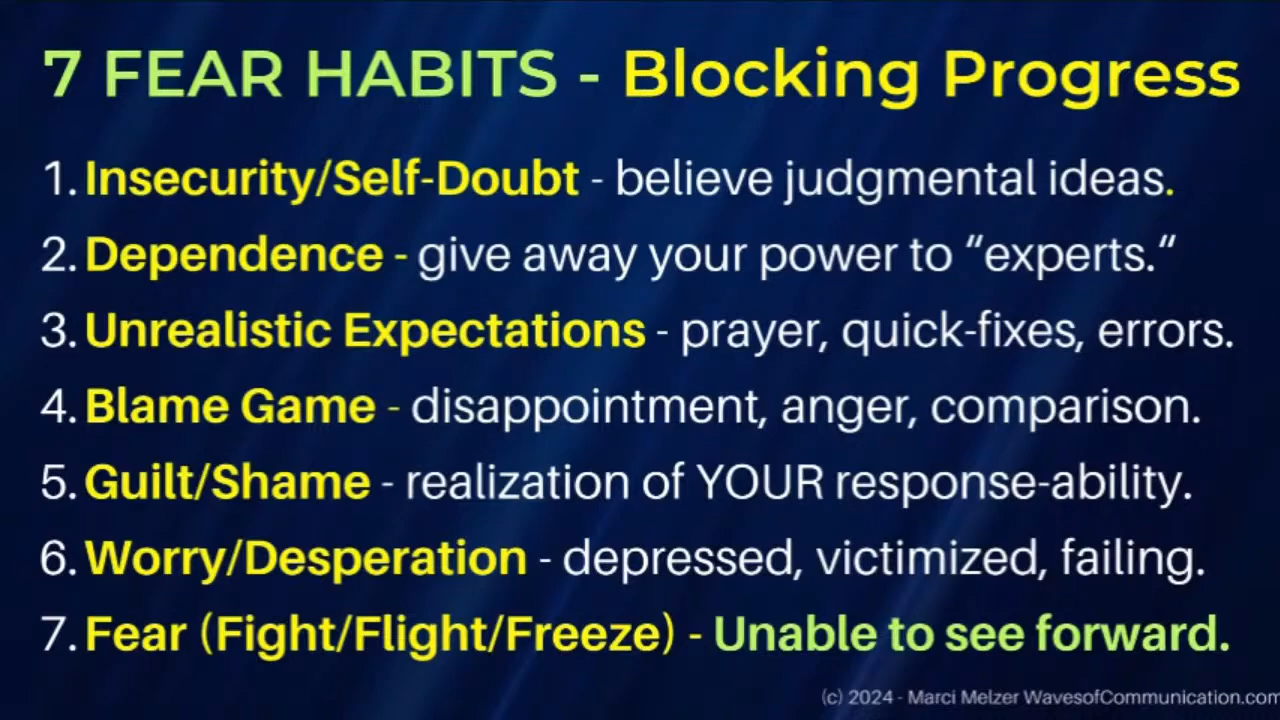 7 FEAR HABITS - Blocking Progress
1. Insecurity/Self-Doubt - believe judgmental ideas.
2. Dependence - give away your power to “experts.“
3. Unrealistic Expectations - prayer, quick-fixes, errors.
4. Blame Game - disappointment, anger, comparison.
5. Guilt/Shame - realization of YOUR response-ability.
6. Worry/Desperation - depressed, victimized, failing.
7. Fear (Fight/Flight/Freeze) - Unable to see forward.
(c) 2024 - Marci Melzer WavesofCommunication.com